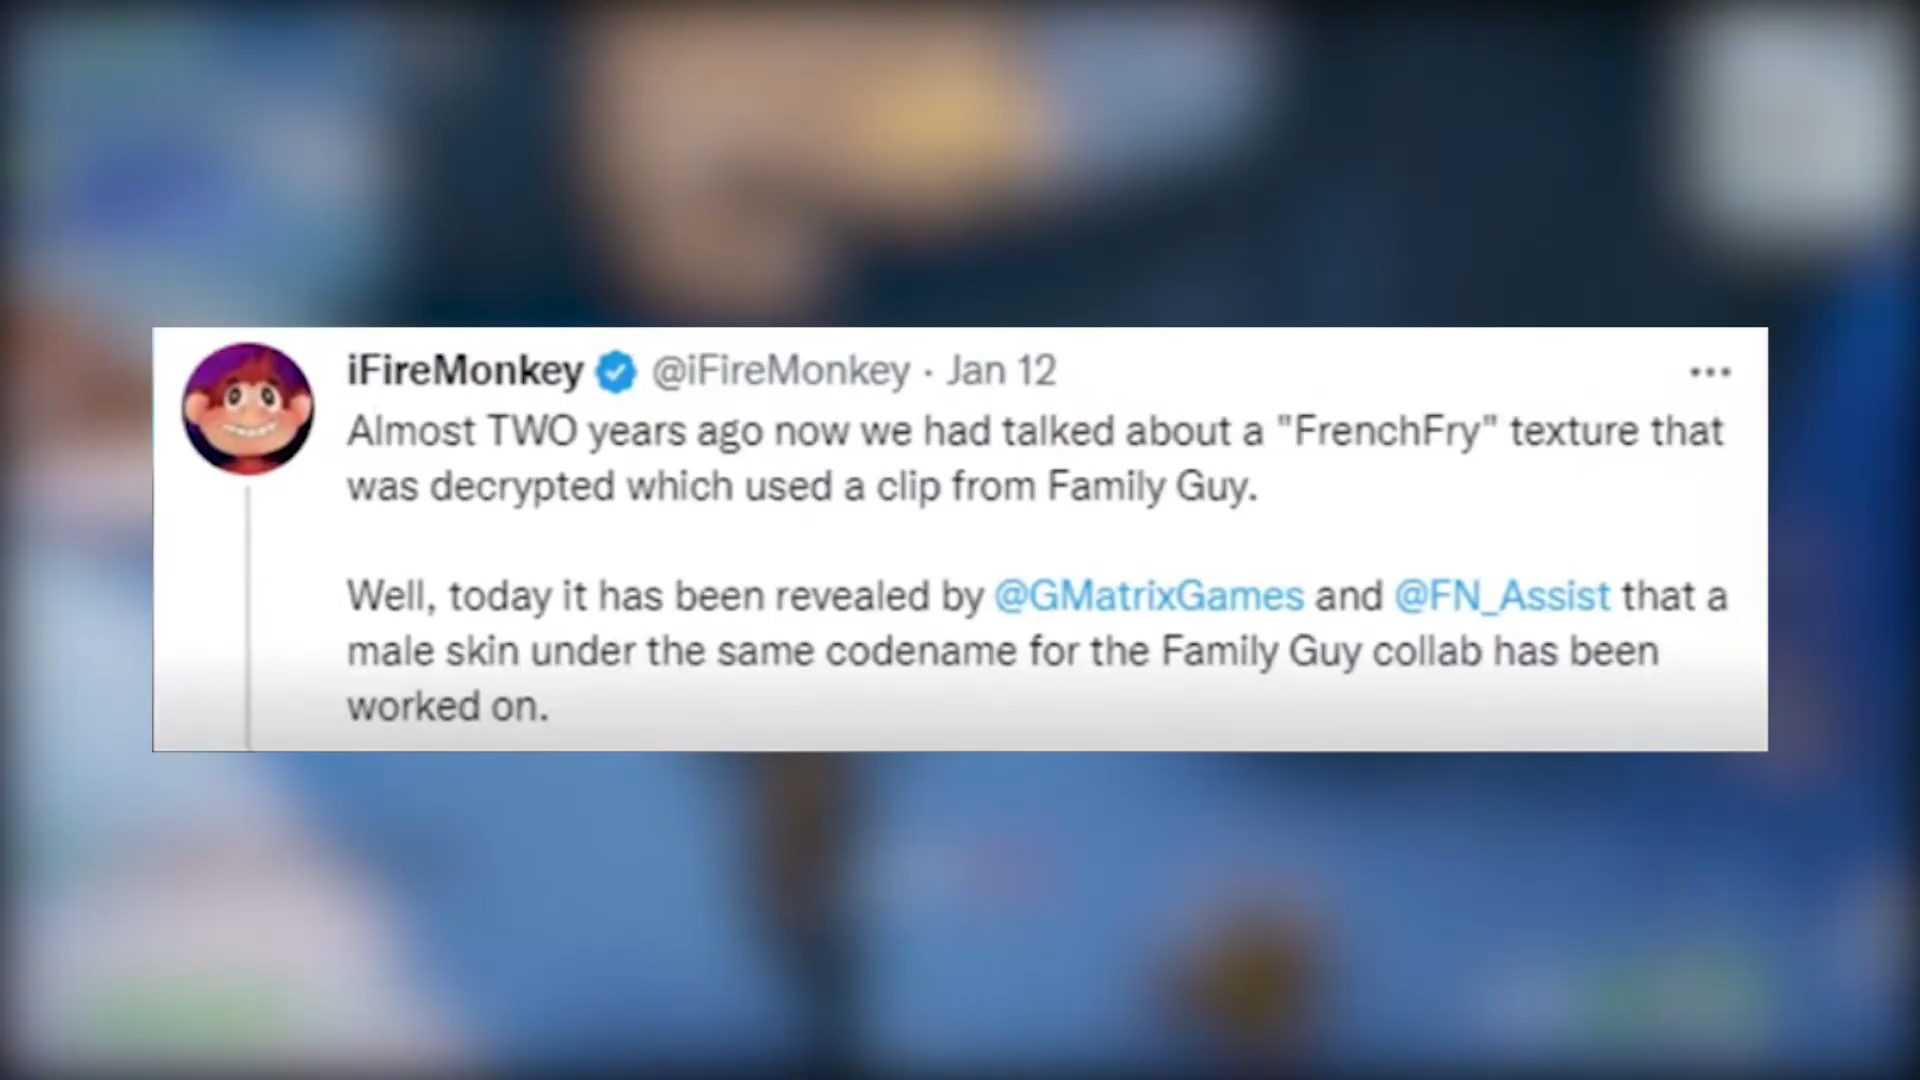 iFireMonkey @iFireMonkey · Jan 12
Almost TWO years ago now we had talked about a "FrenchFry" texture that
was decrypted which used a clip from Family Guy.
Well, today it has been revealed by @GMatrixGames and @FN_Assist that a
male skin under the same codename for the Family Guy collab has been
worked on.